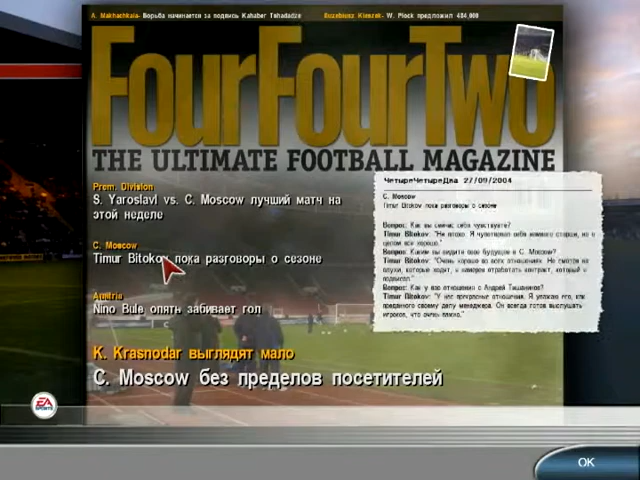 A. Makhachkala- Борьба начинается за подпись Kahaber Tshadadze
W. Plock предложил 484,000
FourFourTwo
THE ULTIMATE FOOTBALL MAGAZINE
Prem. Division
S. Yaroslavl vs. C. Moscow лучший матч на
этой неделе
C. Moscow
Timur Bitokov пока разговоры о сезоне
Austria
Nino Bule опять забивает гол
K. Krasnodar выглядят мало
C. Moscow без пределов посетителей
ЧетыреЧетыреДва 27/09/2004
C. Moscow
Timur Bitokov пока разговоры о сезоне
Вопрос: Как вы сейчас себя чувствуете?
Timur Bitokov: "Не плохо. Я чувствовал себя немного старым, но в
целом все хорошо."
Вопрос: Каким вы видите свое будущее в C. Moscow?
Timur Bitokov: "Очень хорошо во всех отношениях. Не смотря на
слухи, которые ходят, я намерен отработать контракт, который я
подписал."
Вопрос: Как у вас отношения с Андрей Тишанинов?
Timur Bitokov: "У нас прекрасные отношения. Я уважаю его, как
преданного своему делу менеджера. Он всегда готов выслушать
игроков, что очень важно."
EA
SPORTS
OK